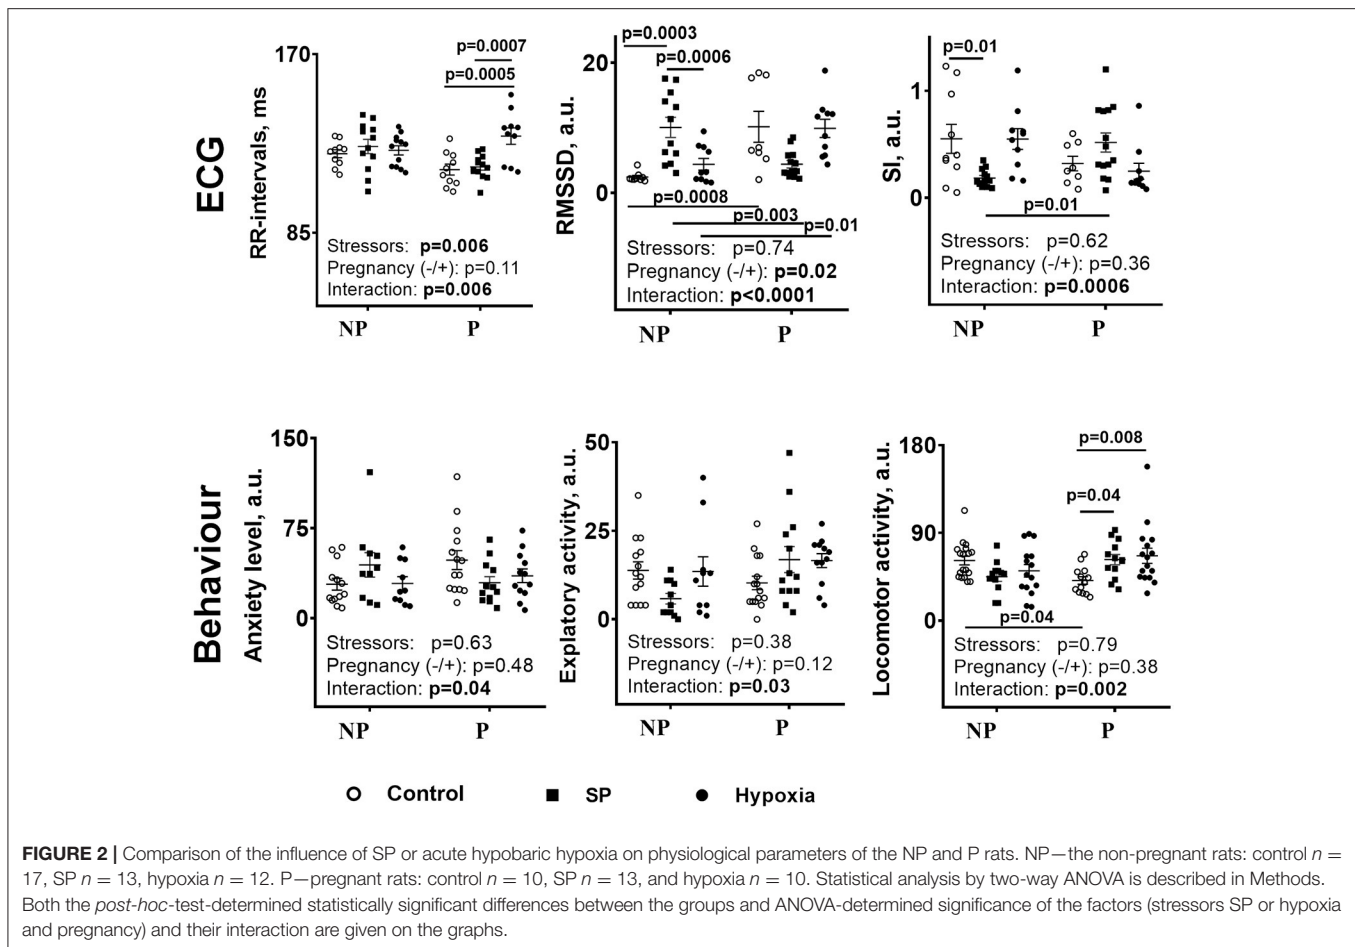 ECG
RR-intervals, ms
170
85
p=0.0007
p=0.0005
Stressors: p=0.006
Pregnancy (-/+): p=0.11
Interaction: p=0.006
NP P
RMSSD, a.u.
20
0
p=0.0003
p=0.0006
p=0.0008
p=0.003
p=0.01
Stressors: p=0.74
Pregnancy (-/+): p=0.02
Interaction: p<0.0001
NP P
SI, a.u.
1
0
p=0.01
p=0.01
Stressors: p=0.62
Pregnancy (-/+): p=0.36
Interaction: p=0.0006
NP P
Behaviour
Anxiety level, a.u.
150
75
0
Stressors: p=0.63
Pregnancy (-/+): p=0.48
Interaction: p=0.04
NP P
Explatory activity, a.u.
50
25
0
Stressors: p=0.38
Pregnancy (-/+): p=0.12
Interaction: p=0.03
NP P
Locomotor activity, a.u.
180
90
0
p=0.008
p=0.04
p=0.04
Stressors: p=0.79
Pregnancy (-/+): p=0.38
Interaction: p=0.002
NP P
Control SP Hypoxia
FIGURE 2 | Comparison of the influence of SP or acute hypobaric hypoxia on physiological parameters of the NP and P rats. NP—the non-pregnant rats: control n =
17, SP n = 13, hypoxia n = 12. P—pregnant rats: control n = 10, SP n = 13, and hypoxia n = 10. Statistical analysis by two-way ANOVA is described in Methods.
Both the post-hoc-test-determined statistically significant differences between the groups and ANOVA-determined significance of the factors (stressors SP or hypoxia
and pregnancy) and their interaction are given on the graphs.